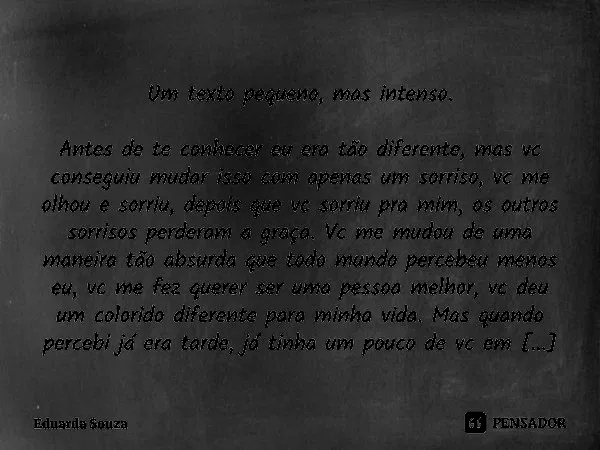 Um texto pequeno, mas intenso.
Antes de te conhecer eu era tão diferente, mas vc
conseguiu mudar isso com apenas um sorriso, vc me
olhou e sorriu, depois que vc sorriu pra mim, os outros
sorrisos perderam a graça. Vc me mudou de uma
maneira tão absurda que todo mundo percebeu menos
eu, vc me fez querer ser uma pessoa melhor, vc deu
um colorido diferente para minha vida. Mas quando
percebi já era tarde, já tinha um pouco de vc em [...]
Eduarda Souza
PENSADOR